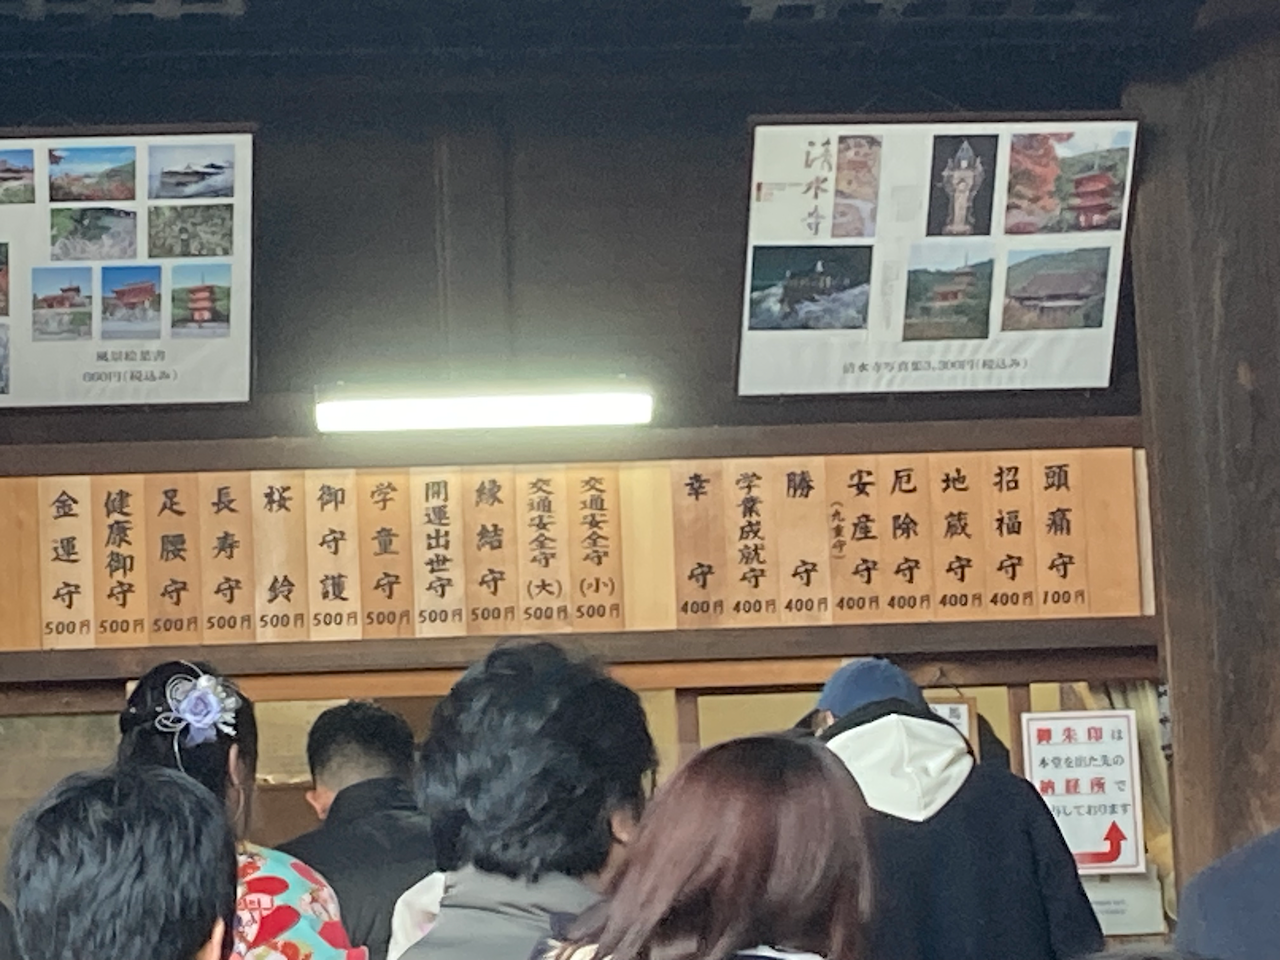 清水寺
風景絵葉書
660円(税込み)
清水寺写真集3,300円(税込み)
頭痛守 100円
招福守 400円
地蔵守 400円
厄除守 400円
安産守 (九重守) 400円
勝守 400円
学業成就守 400円
幸守 400円
交通安全守(小) 500円
交通安全守(大) 500円
縁結守 500円
開運出世守 500円
学童守 500円
御守護 500円
桜鈴 500円
長寿守 500円
足腰守 500円
健康御守 500円
金運守 500円
御朱印は
本堂を出た先の
納経所で
しております